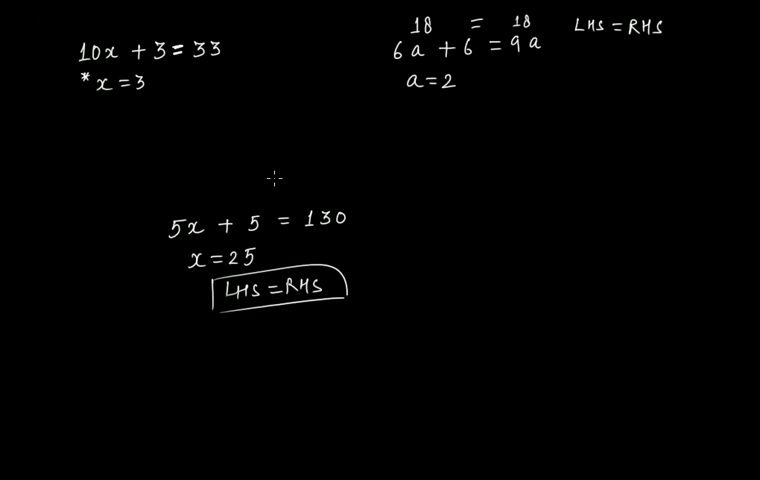 10x + 3 = 33
* x = 3
18 = 18 LHS = RHS
6a + 6 = 9a
a = 2
5x + 5 = 130
x = 25
LHS = RHS